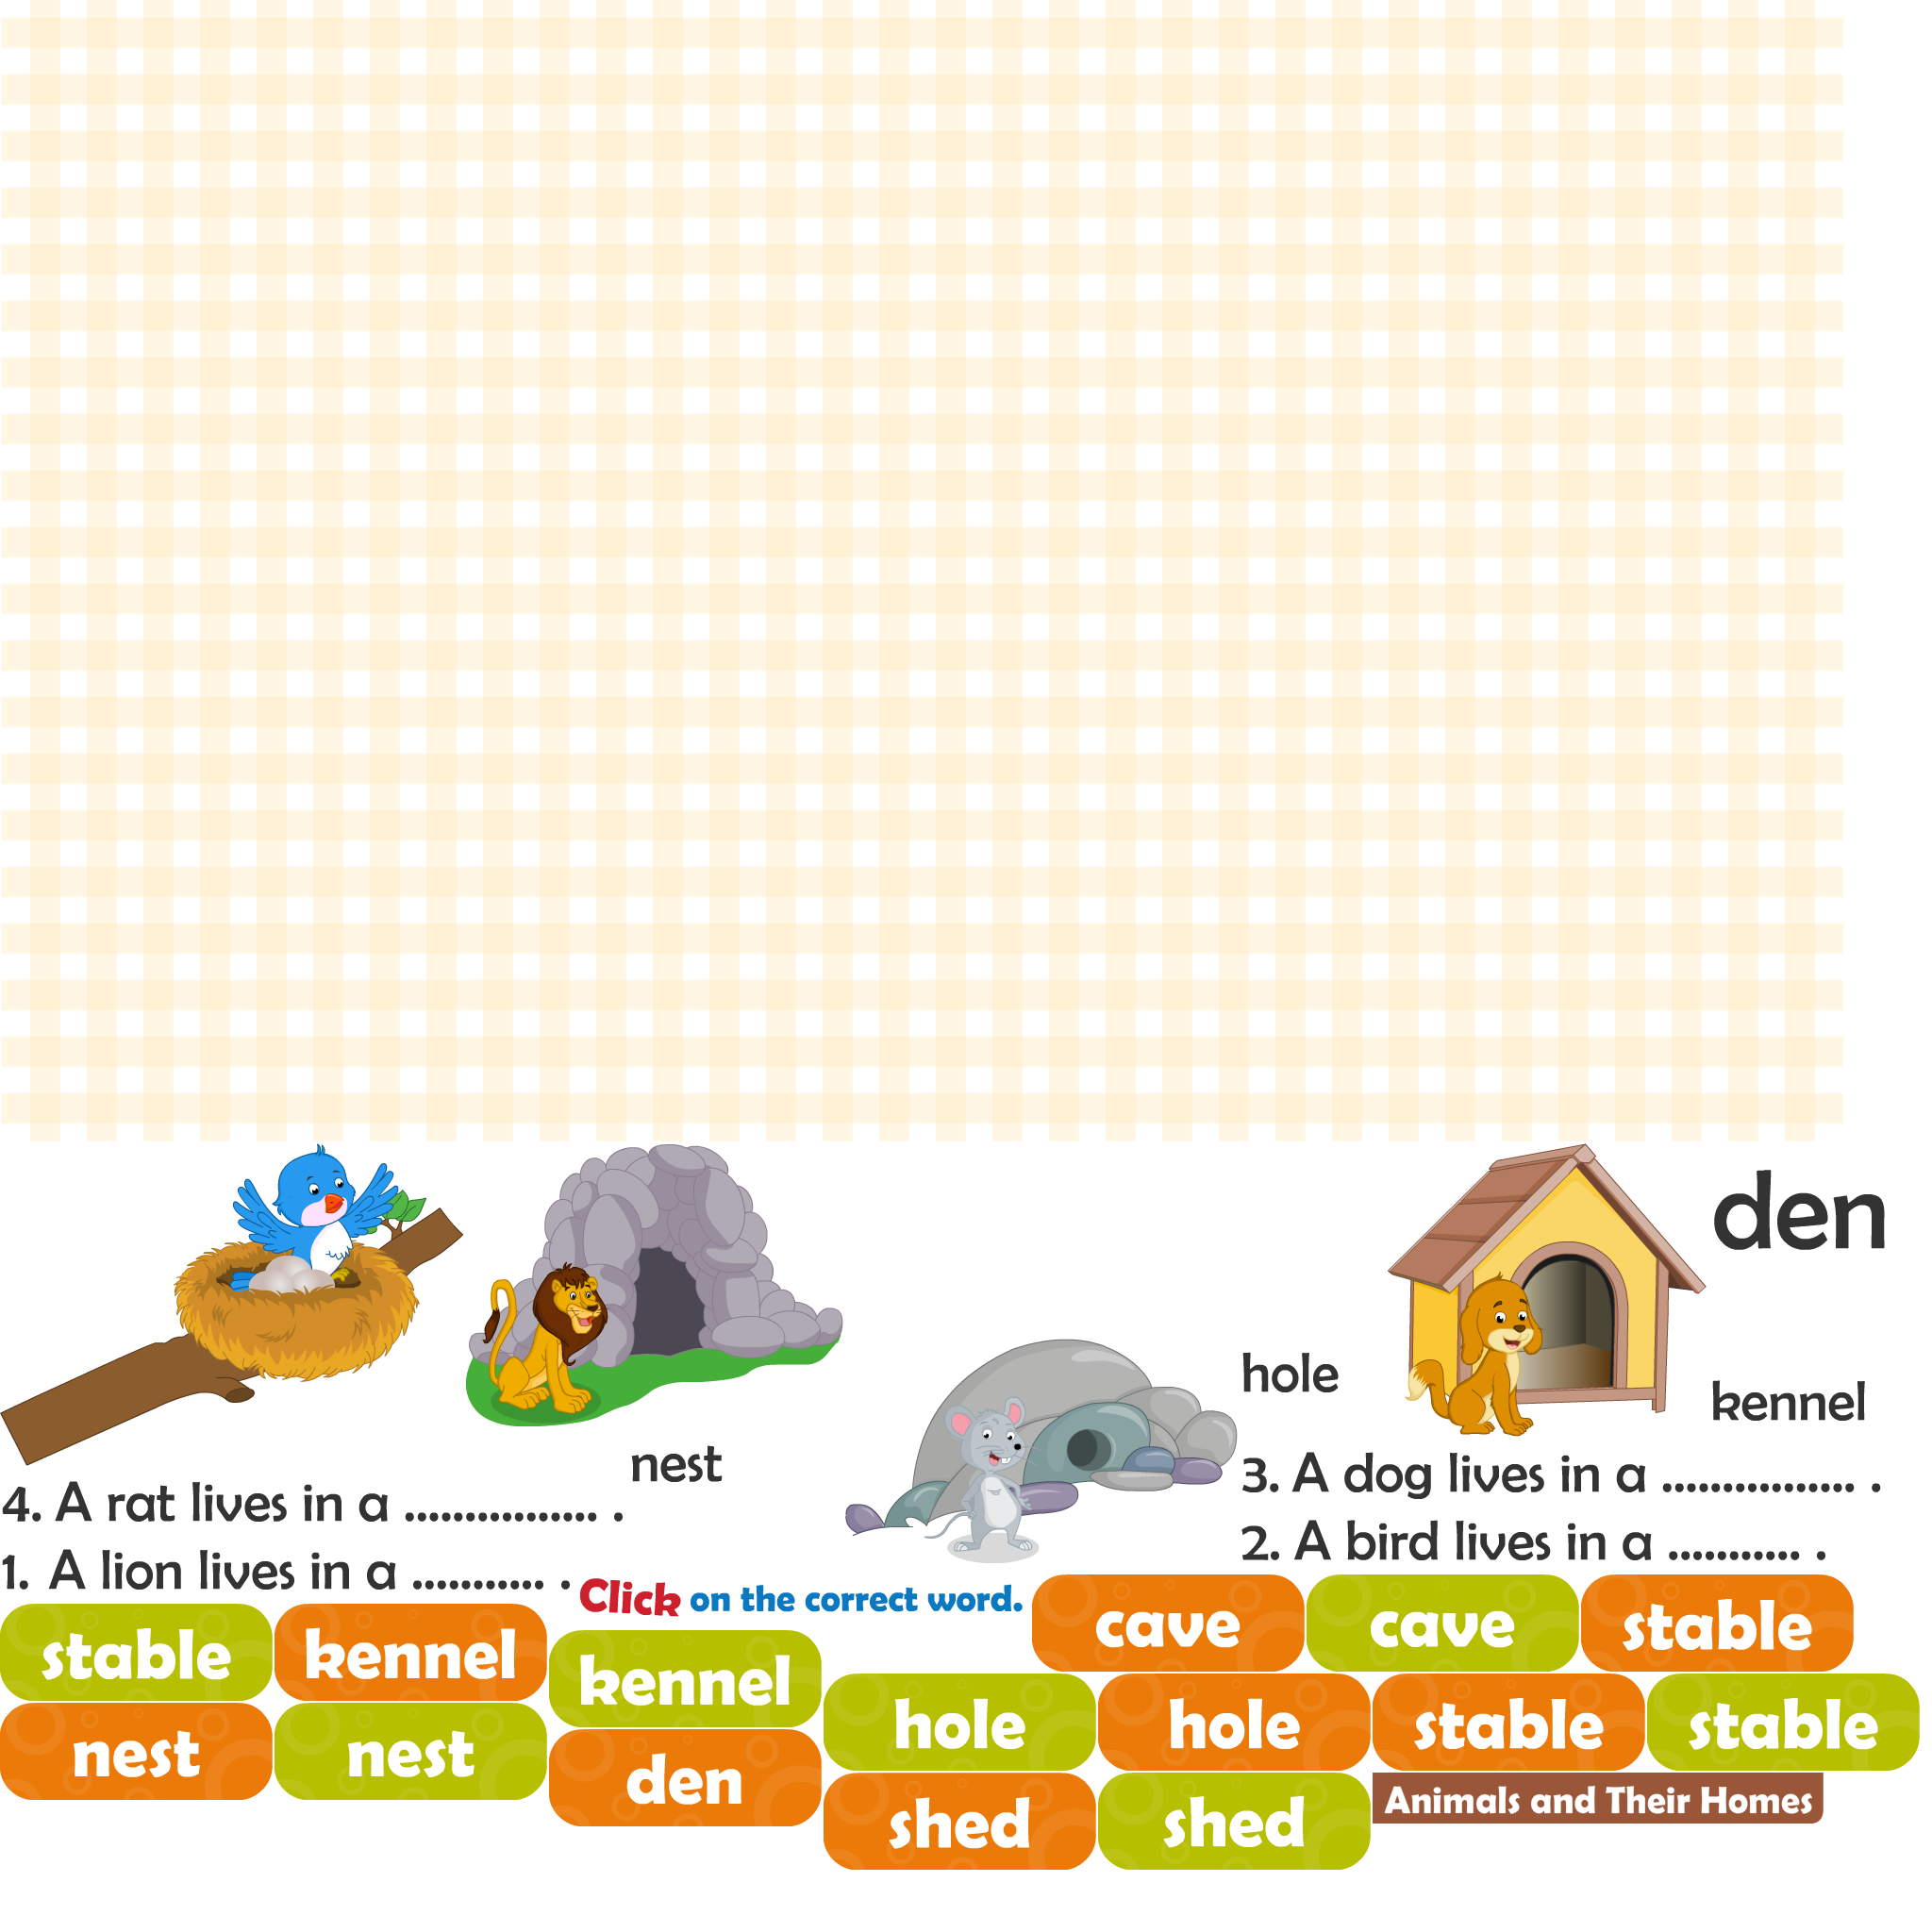 den
hole
kennel
nest
3. A dog lives in a ................ .
4. A rat lives in a ................ .
2. A bird lives in a ........... .
1. A lion lives in a ........... .
Click on the correct word.
cave
cave
stable
stable
kennel
kennel
hole
hole
stable
stable
nest
nest
den
shed
shed
Animals and Their Homes